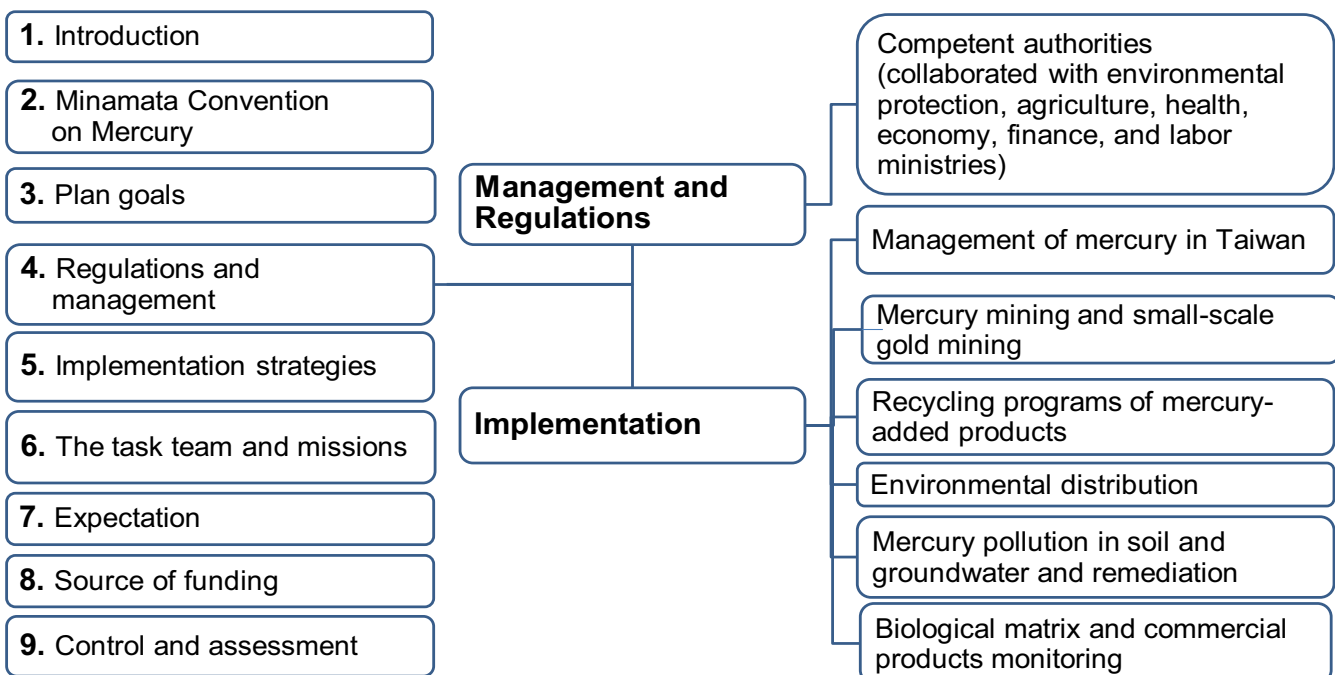 1. Introduction
2. Minamata Convention
on Mercury
3. Plan goals
4. Regulations and
management
5. Implementation strategies
6. The task team and missions
7. Expectation
8. Source of funding
9. Control and assessment
Management and
Regulations
Implementation
Competent authorities
(collaborated with environmental
protection, agriculture, health,
economy, finance, and labor
ministries)
Management of mercury in Taiwan
Mercury mining and small-scale
gold mining
Recycling programs of mercury-
added products
Environmental distribution
Mercury pollution in soil and
groundwater and remediation
Biological matrix and commercial
products monitoring